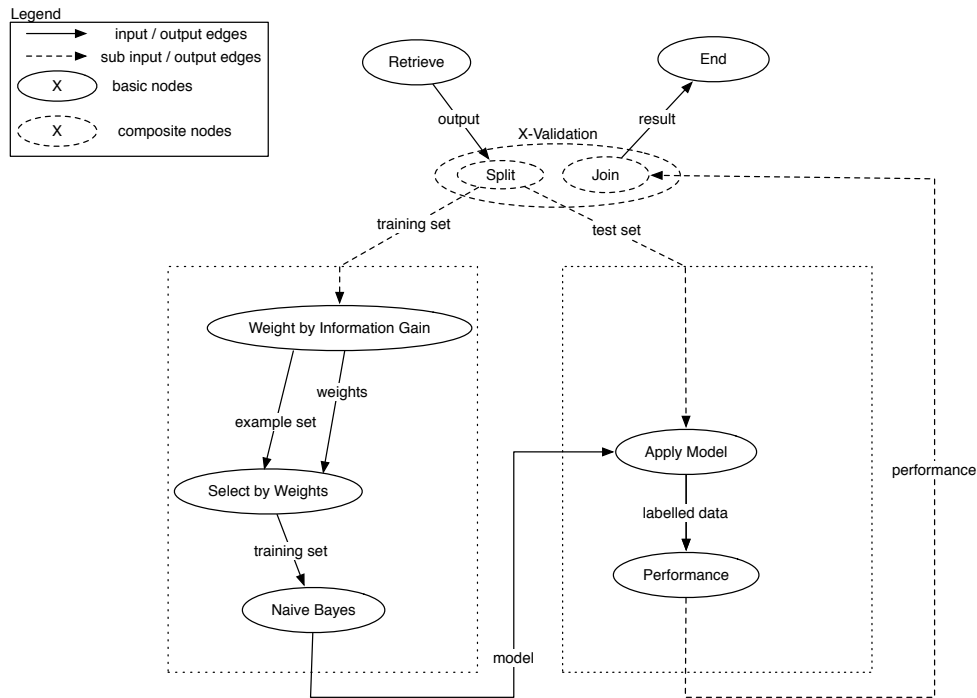 Legend
input / output edges
sub input / output edges
X
basic nodes
X
composite nodes
Retrieve
End
output
result
X-Validation
Split
Join
training set
test set
Weight by Information Gain
weights
example set
Apply Model
performance
Select by Weights
labelled data
training set
Performance
Naive Bayes
model